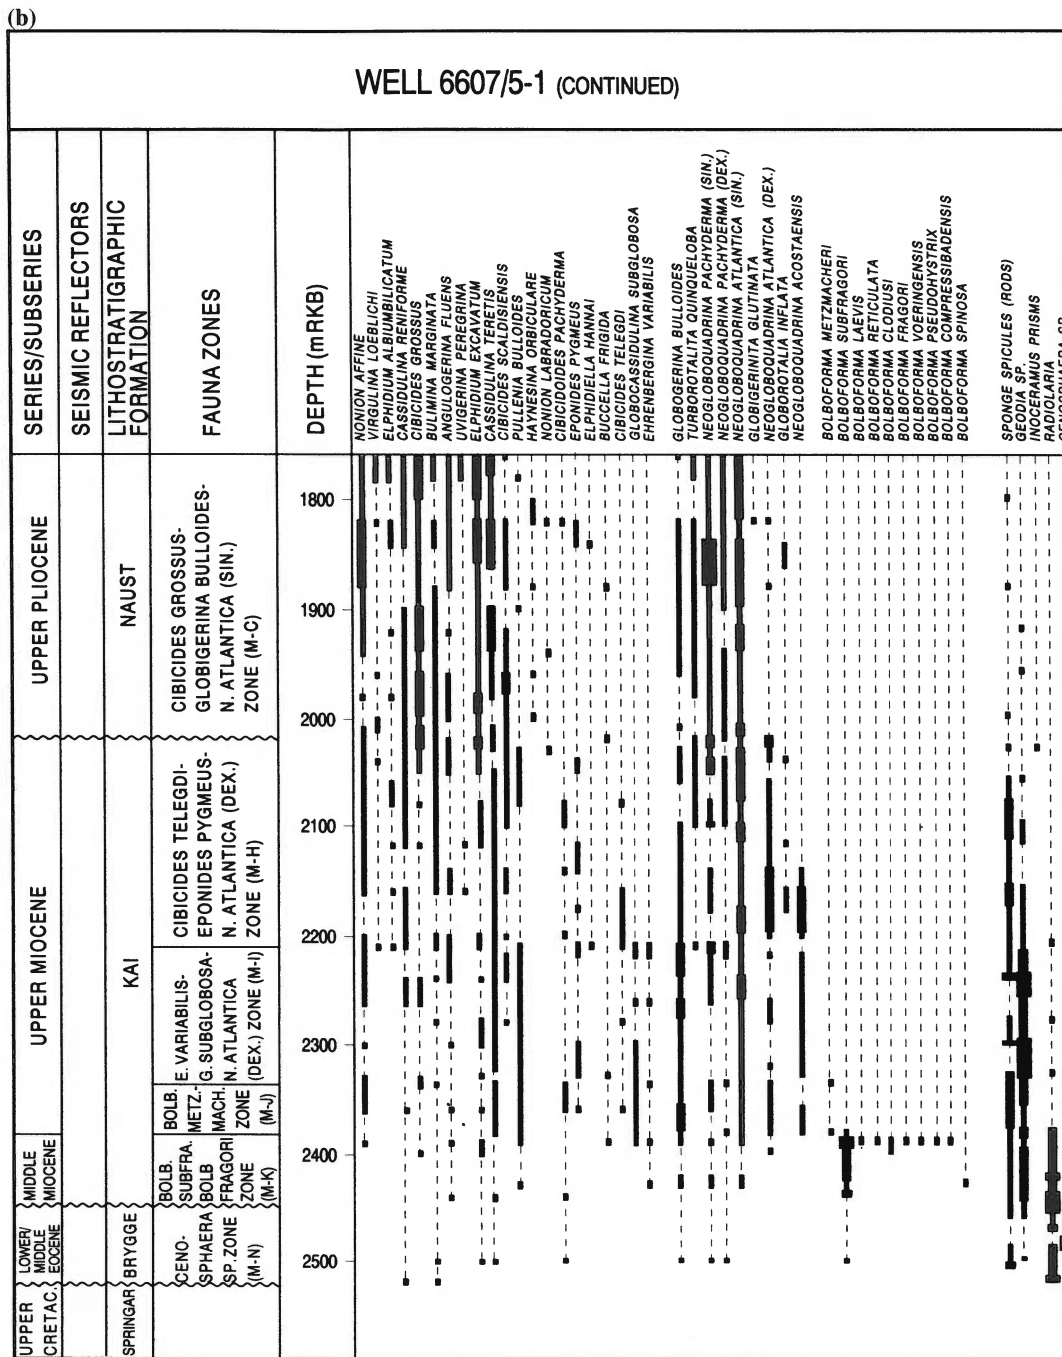 (b)
WELL 6607/5-1 (CONTINUED)
SERIES/SUBSERIES
SEISMIC REFLECTORS
LITHOSTRATIGRAPHIC
FORMATION
FAUNA ZONES
DEPTH (mRKB)
NONION AFFINE
VIRGULINA LOEBLICHI
ELPHIDIUM ALBIUMBILICATUM
CASSIDULINA RENIFORME
CIBICIDES GROSSUS
BULIMINA MARGINATA
ANGULOGERINA FLUENS
UVIGERINA PEREGRINA
ELPHIDIUM EXCAVATUM
CASSIDULINA TERETIS
CIBICIDES SCALDISIENSIS
PULLENIA BULLOIDES
HAYNESINA ORBICULARE
NONION LABRADORICUM
CIBICIDOIDES PACHYDERMA
EPONIDES PYGMEUS
ELPHIDIELLA HANNAI
BUCCELLA FRIGIDA
CIBICIDES TELEGDI
GLOBOCASSIDULINA SUBGLOBOSA
EHRENBERGINA VARIABILIS
GLOBOGERINA BULLOIDES
TURBOROTALITA QUINQUELOBA
NEOGLOBOQUADRINA PACHYDERMA (SIN.)
NEOGLOBOQUADRINA PACHYDERMA (DEX.)
NEOGLOBOQUADRINA ATLANTICA (SIN.)
GLOBIGERINITA GLUTINATA
NEOGLOBOQUADRINA ATLANTICA (DEX.)
GLOBOROTALIA INFLATA
NEOGLOBOQUADRINA ACOSTAENSIS
BOLBOFORMA METZMACHERI
BOLBOFORMA SUBFRAGORI
BOLBOFORMA LAEVIS
BOLBOFORMA RETICULATA
BOLBOFORMA CLODIUSI
BOLBOFORMA FRAGORI
BOLBOFORMA VOERINGENSIS
BOLBOFORMA PSEUDOHYSTRIX
BOLBOFORMA COMPRESSIBADENSIS
BOLBOFORMA SPINOSA
SPONGE SPICULES (RODS)
GEODIA SP.
INOCERAMUS PRISMS
RADIOLARIA
UPPER PLIOCENE
NAUST
CIBICIDES GROSSUS-
GLOBIGERINA BULLOIDES-
N. ATLANTICA (SIN.)
ZONE (M-C)
1800
1900
2000
UPPER MIOCENE
KAI
CIBICIDES TELEGDI-
EPONIDES PYGMEUS-
N. ATLANTICA (DEX.)
ZONE (M-H)
2100
2200
E. VARIABILIS-
G. SUBGLOBOSA-
N. ATLANTICA
(DEX.) ZONE (M-I)
2300
BOLB.
METZ-
MACH.
ZONE
(M-J)
MIDDLE
MIOCENE
BOLB.
SUBFRA.
BOLB
FRAGORI
ZONE
(M-K)
2400
LOWER/
MIDDLE
EOCENE
BRYGGE
CENO-
SPHAERA
SP. ZONE
(M-N)
2500
UPPER
CRETAC.
SPRINGAR